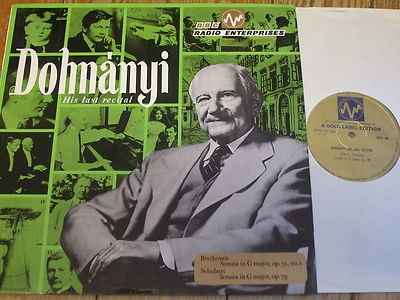 BBC
RADIO ENTERPRISES
Dohnányi
His last recital
A GOLD LABEL EDITION
Beethoven
Sonata in G major, op. 31, no.1
Schubert
Sonata in G major, op. 78